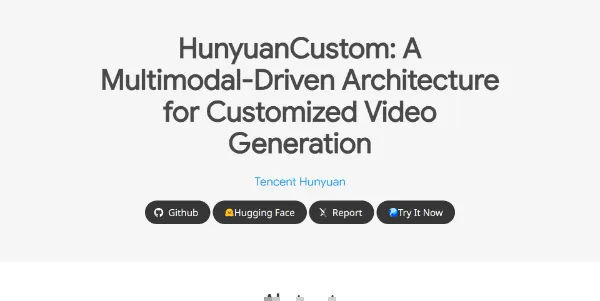 HunyuanCustom: A
Multimodal-Driven Architecture
for Customized Video
Generation
Tencent Hunyuan
Github
Hugging Face
Report
Try It Now